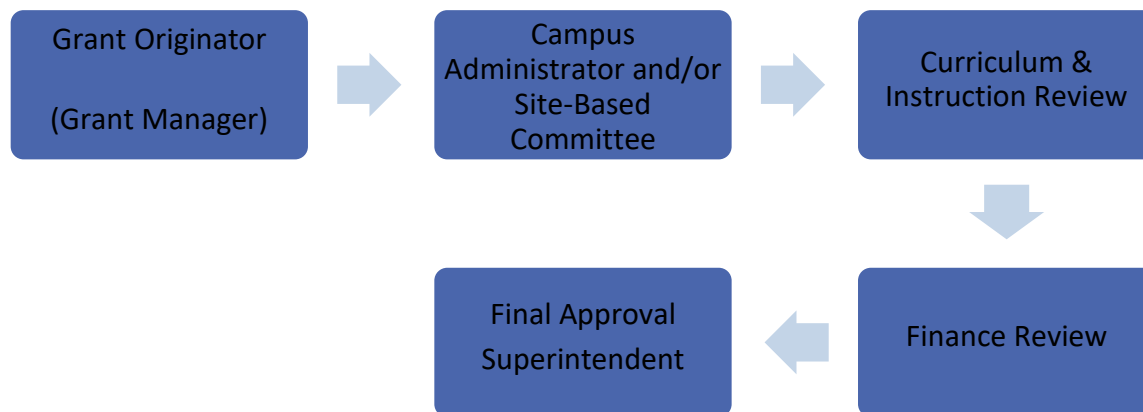 Grant Originator
(Grant Manager)
Campus
Administrator and/or
Site-Based
Committee
Curriculum &
Instruction Review
Finance Review
Final Approval
Superintendent